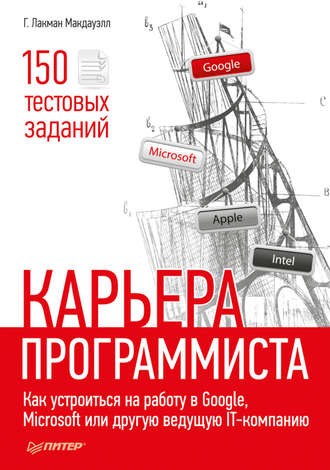 Г. Лакман Макдауэлл
150
тестовых
заданий
Google
Microsoft
Apple
Intel
КАРЬЕРА
ПРОГРАММИСТА
Как устроиться на работу в Google,
Microsoft или другую ведущую IT-компанию
ПИТЕР